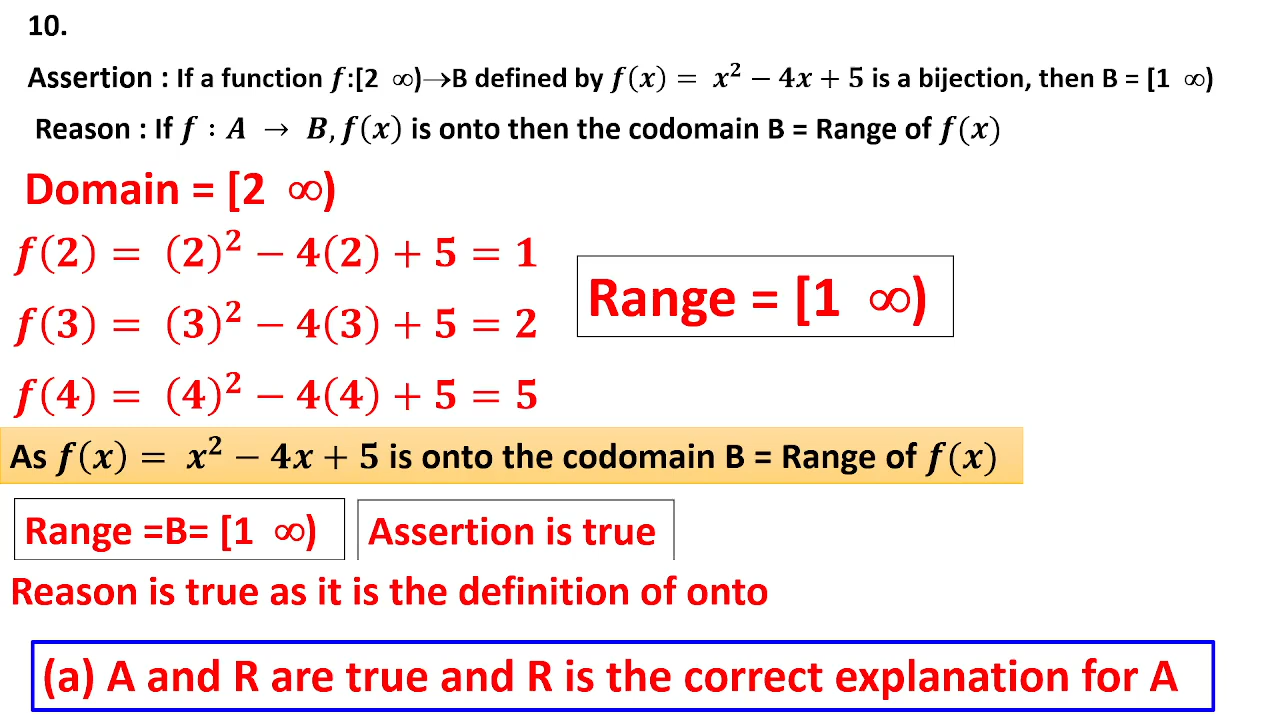 10.
Assertion : If a function f:[2 ∞)→B defined by f(x) = x² − 4x + 5 is a bijection, then B = [1 ∞)
Reason : If f : A → B, f(x) is onto then the codomain B = Range of f(x)
Domain = [2 ∞)
f(2) = (2)² − 4(2) + 5 = 1
Range = [1 ∞)
f(3) = (3)² − 4(3) + 5 = 2
f(4) = (4)² − 4(4) + 5 = 5
As f(x) = x² − 4x + 5 is onto the codomain B = Range of f(x)
Range =B= [1 ∞) Assertion is true
Reason is true as it is the definition of onto
(a) A and R are true and R is the correct explanation for A